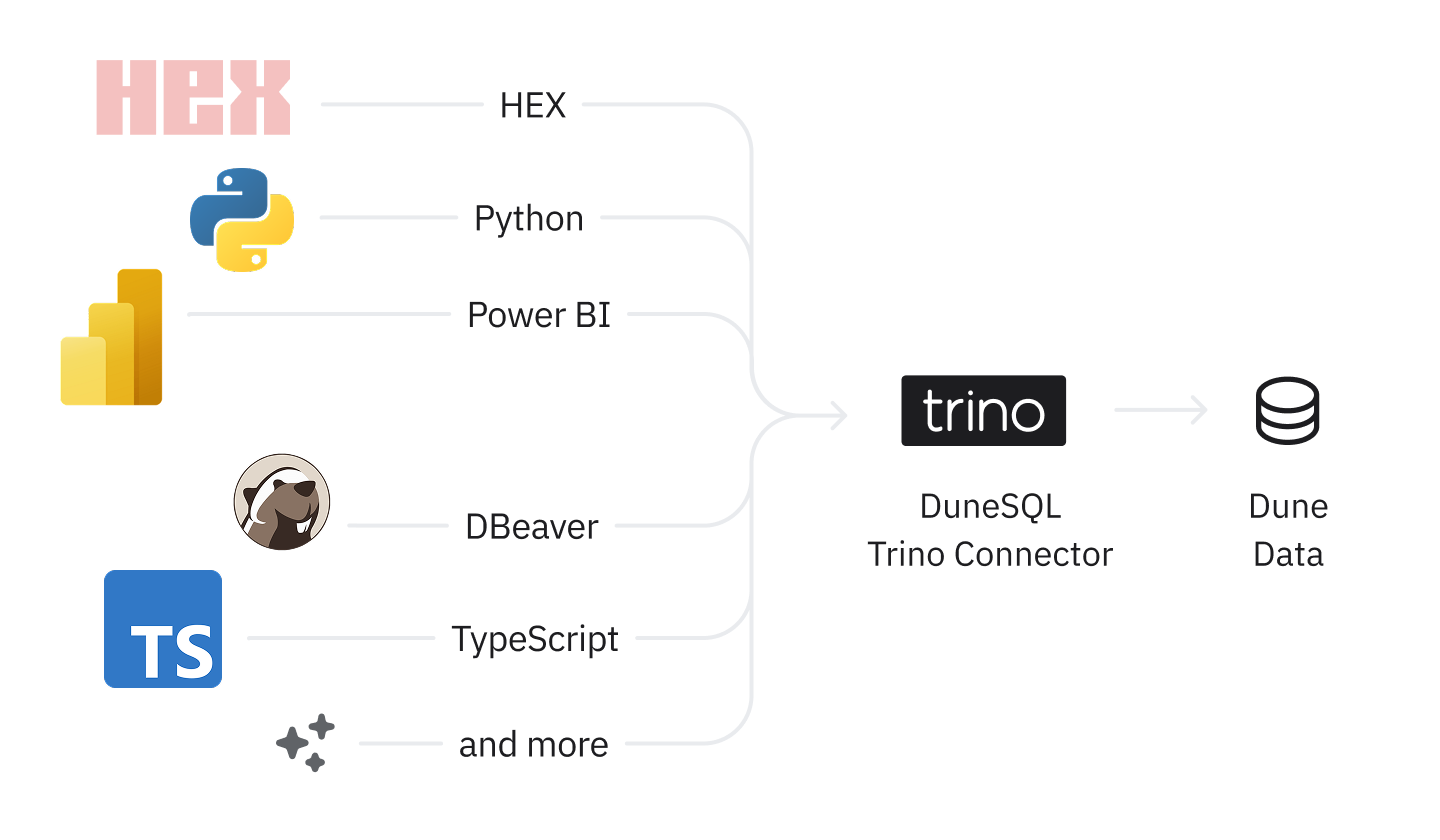 HEX
HEX
Python
Power BI
trino
DuneSQL
Trino Connector
Dune
Data
DBeaver
TS
TypeScript
and more